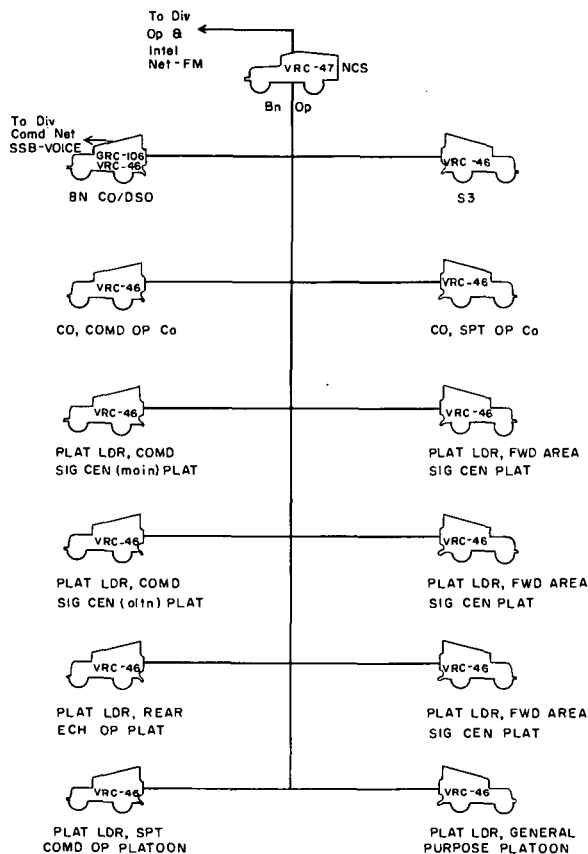 To Div
Op &
Intel
Net-FM
VRC-47 NCS
Bn Op
To Div
Comd Net
SSB-VOICE
GRC-106
VRC-46
BN CO/DSO
VRC-46
S3
VRC-46
CO, COMD OP Co
VRC-46
CO, SPT OP Co
VRC-46
PLAT LDR, COMD
SIG CEN (main) PLAT
VRC-46
PLAT LDR, FWD AREA
SIG CEN PLAT
VRC-46
PLAT LDR, COMD
SIG CEN (altn) PLAT
VRC-46
PLAT LDR, FWD AREA
SIG CEN PLAT
VRC-46
PLAT LDR, REAR
ECH OP PLAT
VRC-46
PLAT LDR, FWD AREA
SIG CEN PLAT
VRC-46
PLAT LDR, SPT
COMD OP PLATOON
VRC-46
PLAT LDR, GENERAL
PURPOSE PLATOON